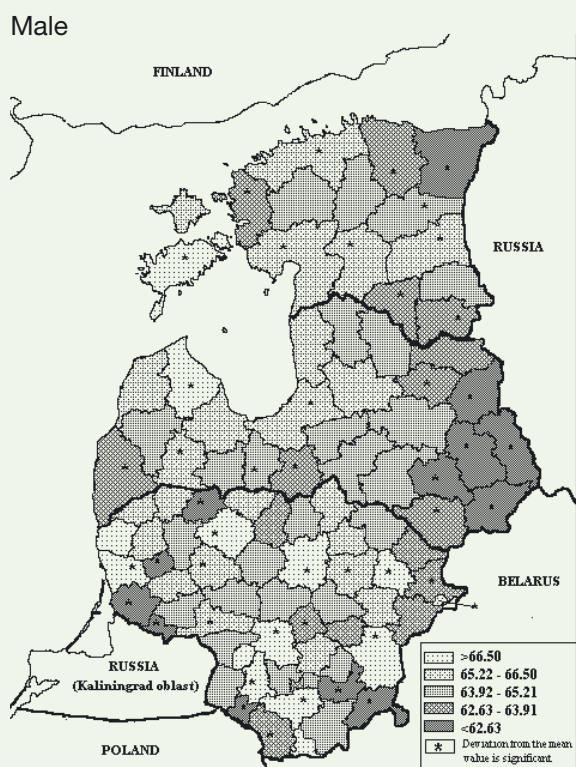 Male
FINLAND
RUSSIA
BELARUS
RUSSIA
(Kaliningrad oblast)
POLAND
>66.50
65.22 - 66.50
63.92 - 65.21
62.63 - 63.91
<62.63
* Deviation from the mean
value is significant